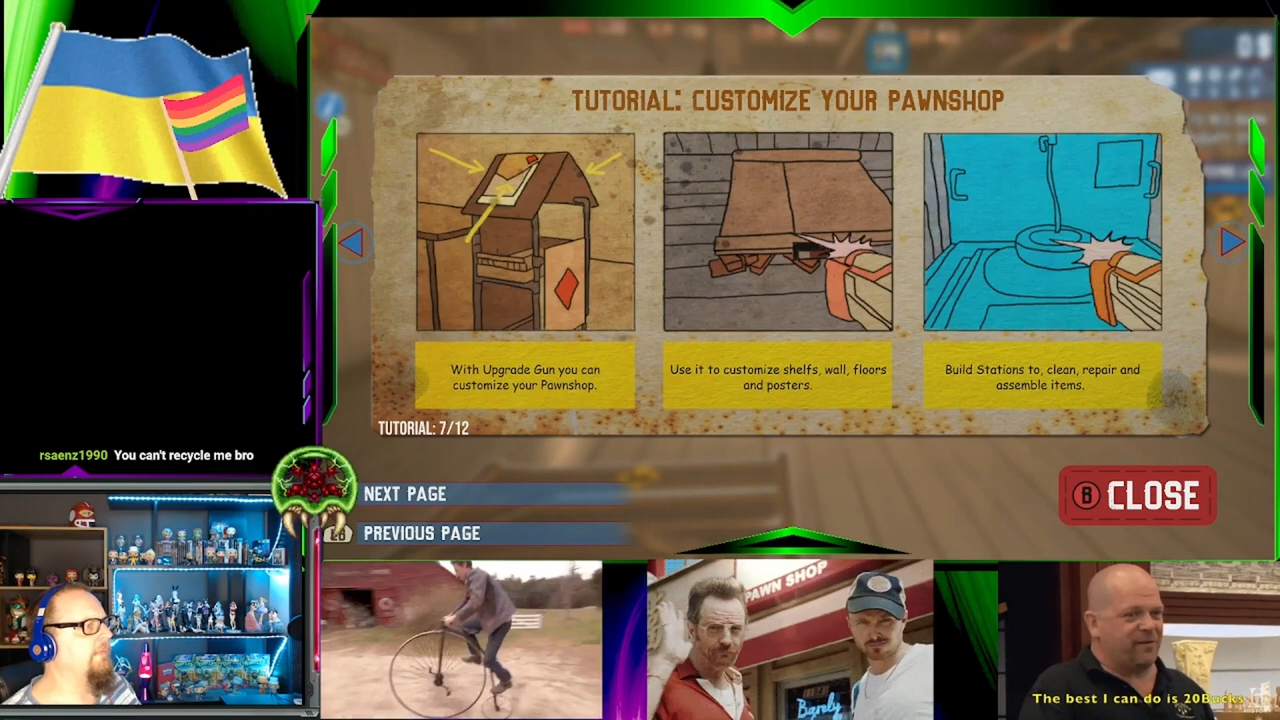 TUTORIAL: CUSTOMIZE YOUR PAWNSHOP
With Upgrade Gun you can
customize your Pawnshop.
Use it to customize shelfs, wall, floors
and posters.
Build Stations to, clean, repair and
assemble items.
TUTORIAL: 7/12
rsaenz1990 You can't recycle me bro
NEXT PAGE
PREVIOUS PAGE
B CLOSE
PAWN SHOP
Barely
The best I can do is 20Bucks